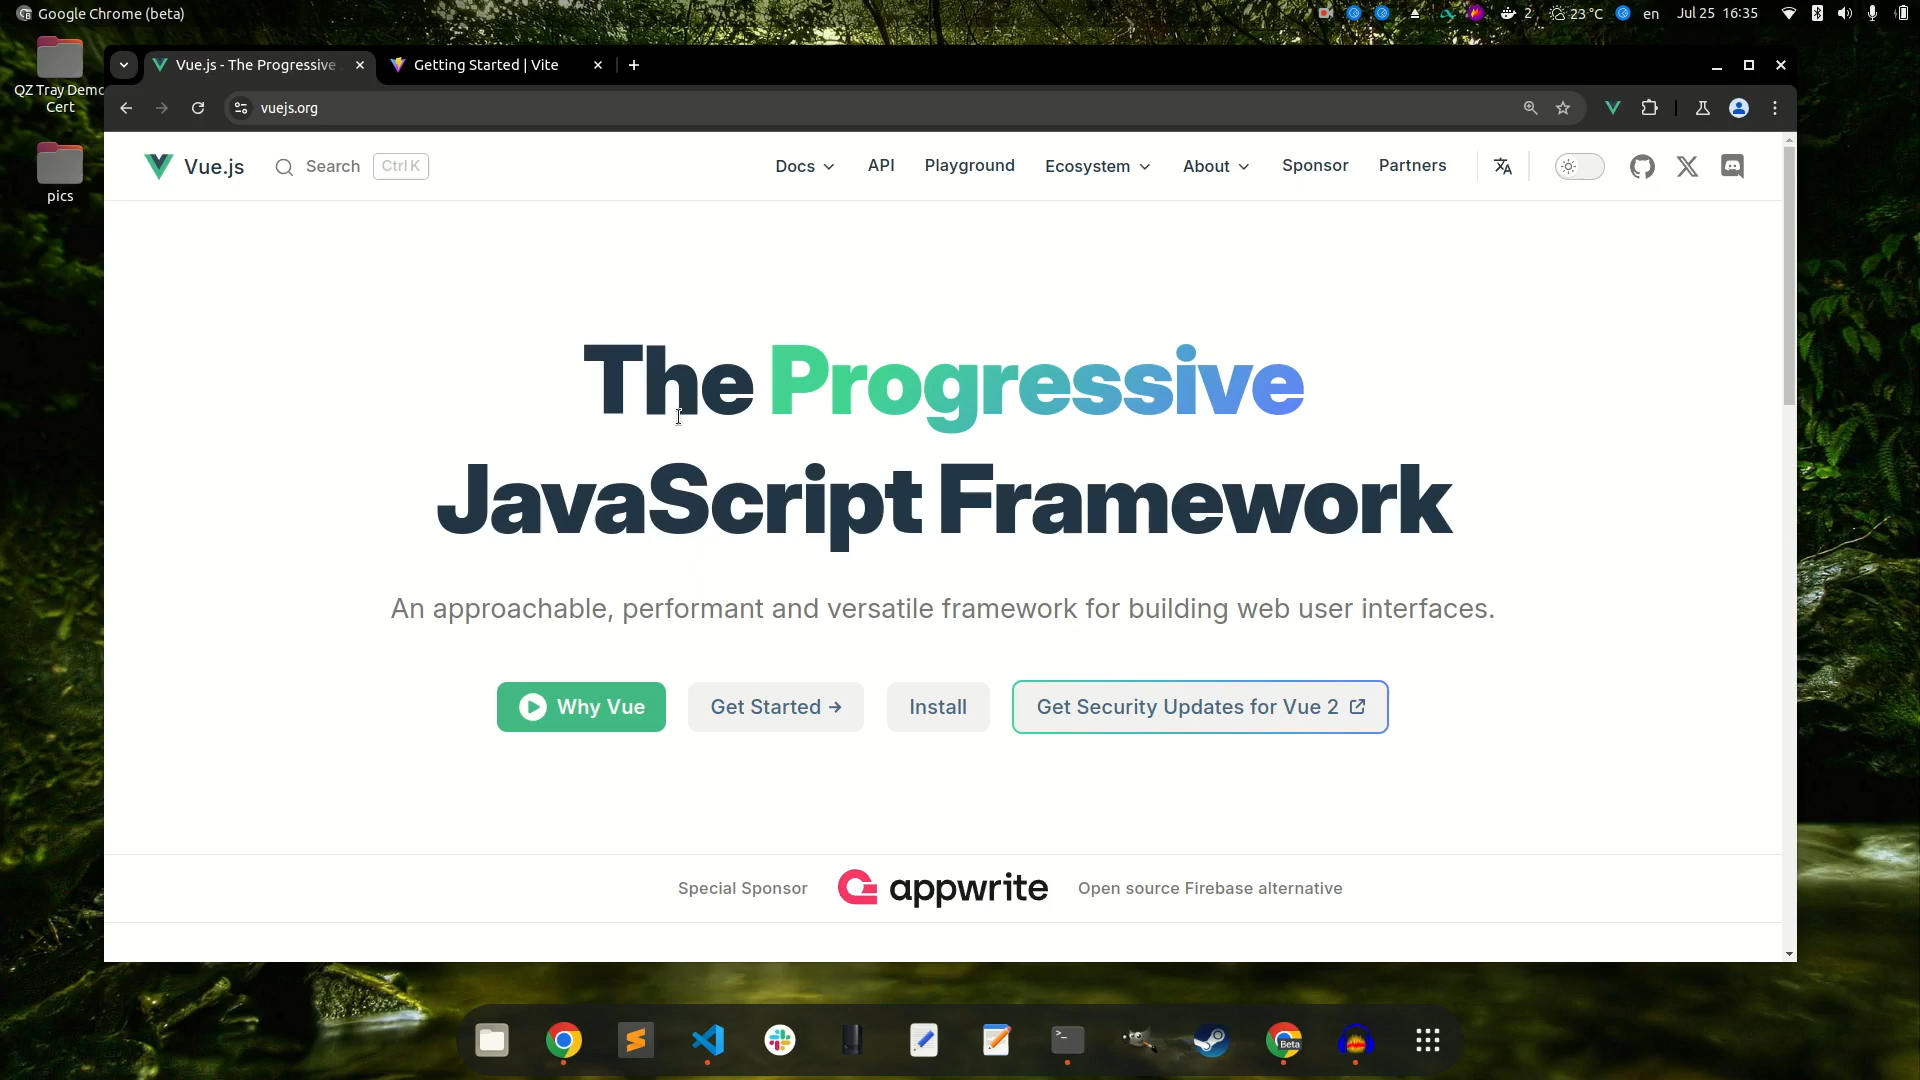 Google Chrome (beta)
2
23 °C
en
Jul 25 16:35
QZ Tray Demo
Cert
pics
Vue.js - The Progressive
Getting Started | Vite
vuejs.org
Vue.js
Search
Ctrl K
Docs
API
Playground
Ecosystem
About
Sponsor
Partners
The Progressive
JavaScript Framework
An approachable, performant and versatile framework for building web user interfaces.
Why Vue
Get Started →
Install
Get Security Updates for Vue 2
Special Sponsor
appwrite
Open source Firebase alternative
>_
Beta